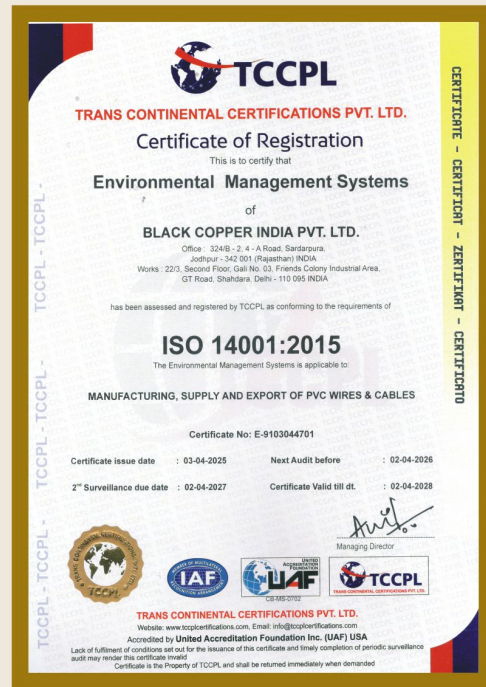 TCCPL
TRANS CONTINENTAL CERTIFICATIONS PVT. LTD.
Certificate of Registration
This is to certify that
Environmental Management Systems
of
BLACK COPPER INDIA PVT. LTD.
Office : 324/B - 2, 4 - A Road, Sardarpura,
Jodhpur - 342 001 (Rajasthan) INDIA
Works : 22/3, Second Floor, Gali No. 03, Friends Colony Industrial Area,
GT Road, Shahdara, Delhi - 110 095 INDIA
has been assessed and registered by TCCPL as conforming to the requirements of
ISO 14001:2015
The Environmental Management Systems is applicable to:
MANUFACTURING, SUPPLY AND EXPORT OF PVC WIRES & CABLES
Certificate No: E-9103044701
Certificate issue date : 03-04-2025 Next Audit before : 02-04-2026
2nd Surveillance due date : 02-04-2027 Certificate Valid till dt. : 02-04-2028
Managing Director
TCCPL
MEMBER OF MULTILATERAL
IAF
RECOGNITION ARRANGEMENT
UNITED
ACCREDITATION
FOUNDATION
UAF
CB-MS-0702
TCCPL
TRANS CONTINENTAL CERTIFICATIONS PVT. LTD.
TRANS CONTINENTAL CERTIFICATIONS PVT. LTD.
Website: www.tccplcertifications.com, Email: info@tccplcertifications.com
Accredited by United Accreditation Foundation Inc. (UAF) USA
Lack of fulfilment of conditions set out for the issuance of this certificate and timely completion of periodic surveillance
audit may render this certificate invalid
Certificate is the Property of TCCPL and shall be returned immediately when demanded
CERTIFICATE - CERTIFICAT - ZERTIFIKAT - CERTIFICATO
TCCPL - TCCPL - TCCPL - TCCPL - TCCPL -